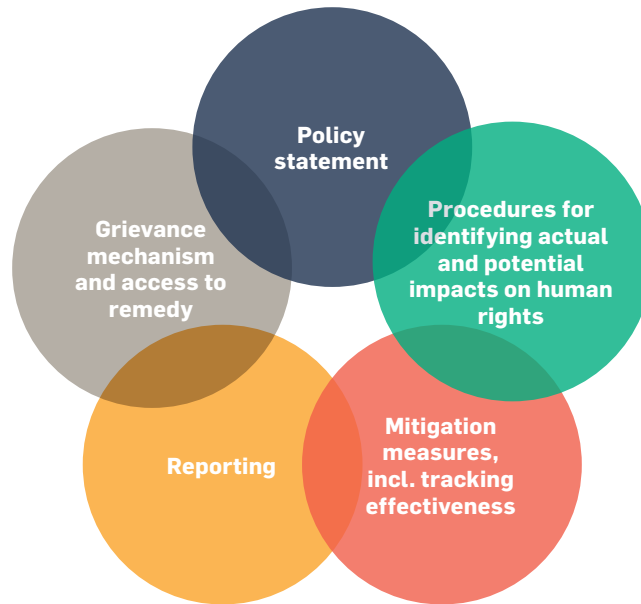 Policy
statement
Procedures for
identifying actual
and potential
impacts on human
rights
Mitigation
measures,
incl. tracking
effectiveness
Reporting
Grievance
mechanism
and access to
remedy